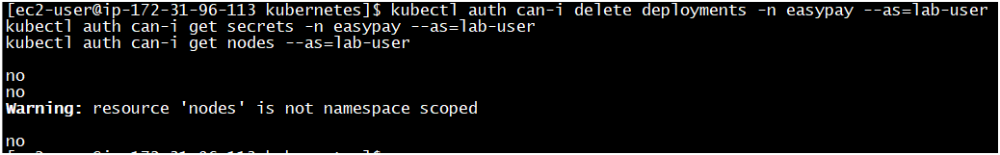 [ec2-user@ip-172-31-96-113 kubernetes]$ kubectl auth can-i delete deployments -n easypay --as=lab-user
kubectl auth can-i get secrets -n easypay --as=lab-user
kubectl auth can-i get nodes --as=lab-user
no
no
Warning: resource 'nodes' is not namespace scoped
no